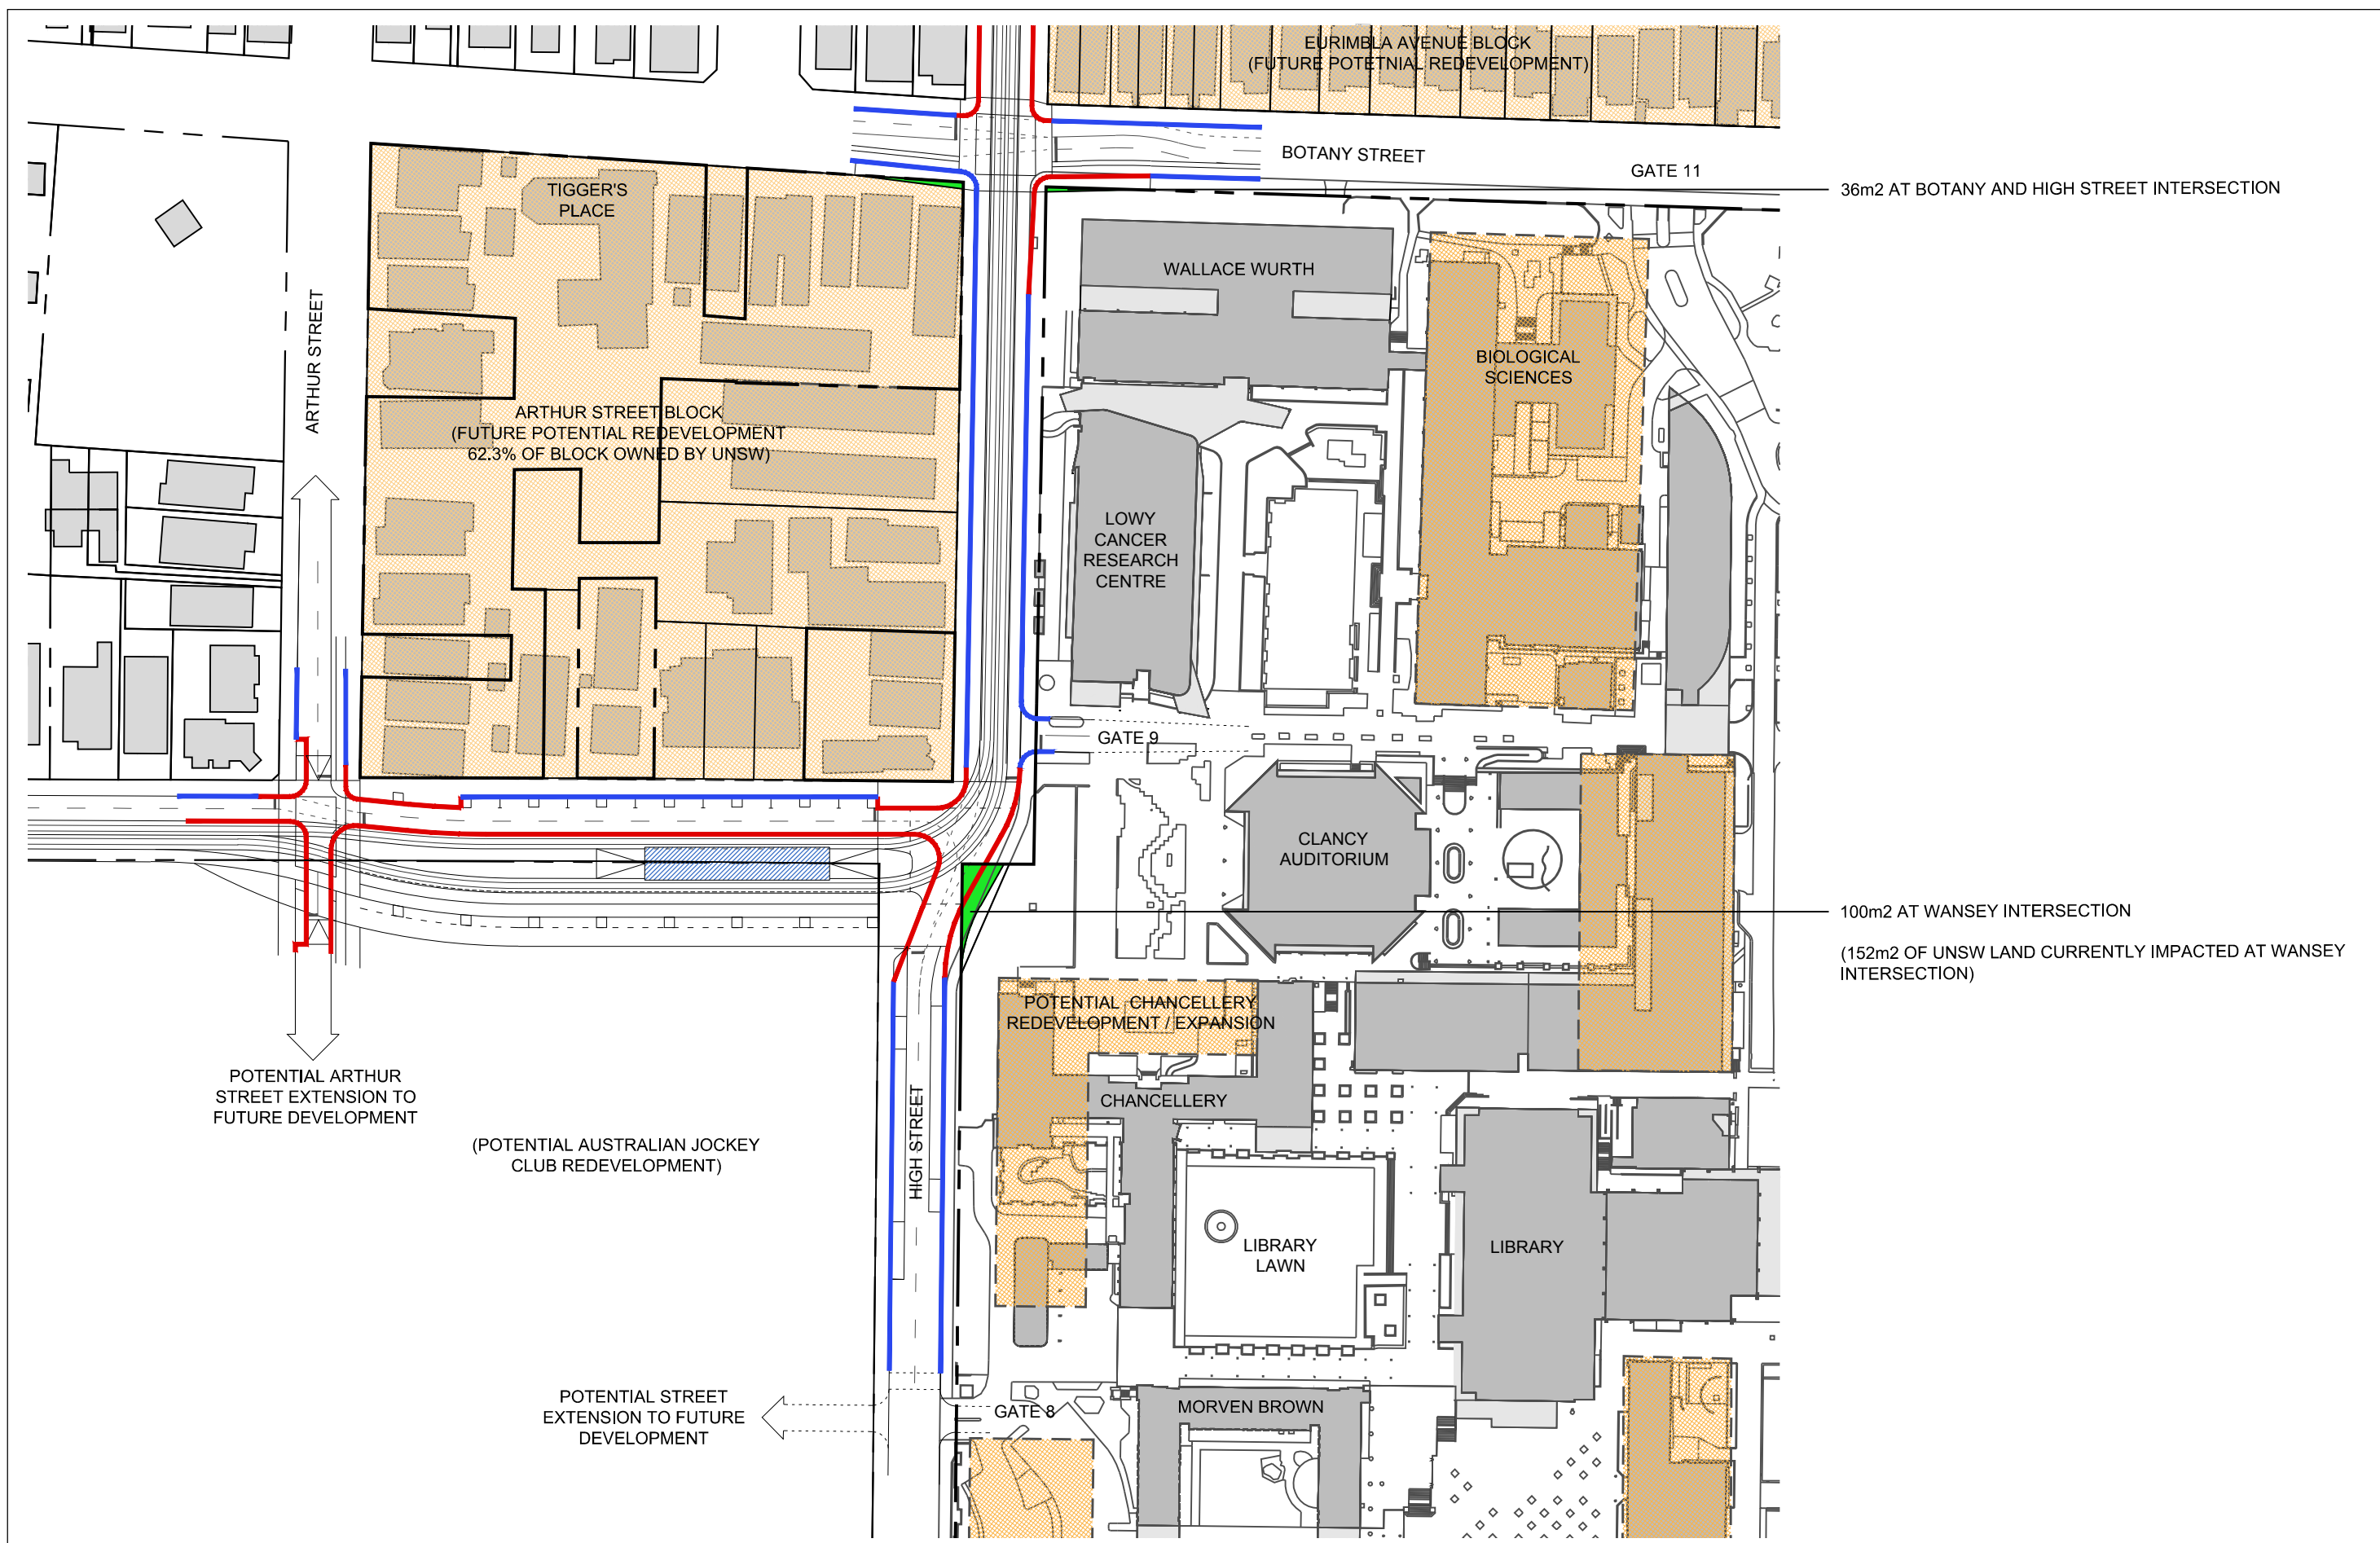 EURIMBLA AVENUE BLOCK
(FUTURE POTETNIAL REDEVELOPMENT)
BOTANY STREET
GATE 11
36m2 AT BOTANY AND HIGH STREET INTERSECTION
TIGGER'S
PLACE
WALLACE WURTH
ARTHUR STREET
BIOLOGICAL
SCIENCES
ARTHUR STREET BLOCK
(FUTURE POTENTIAL REDEVELOPMENT
62.3% OF BLOCK OWNED BY UNSW)
LOWY
CANCER
RESEARCH
CENTRE
GATE 9
CLANCY
AUDITORIUM
100m2 AT WANSEY INTERSECTION
(152m2 OF UNSW LAND CURRENTLY IMPACTED AT WANSEY
INTERSECTION)
POTENTIAL CHANCELLERY
REDEVELOPMENT / EXPANSION
POTENTIAL ARTHUR
STREET EXTENSION TO
FUTURE DEVELOPMENT
CHANCELLERY
(POTENTIAL AUSTRALIAN JOCKEY
CLUB REDEVELOPMENT)
HIGH STREET
LIBRARY
LAWN
LIBRARY
POTENTIAL STREET
EXTENSION TO FUTURE
DEVELOPMENT
GATE 8
MORVEN BROWN